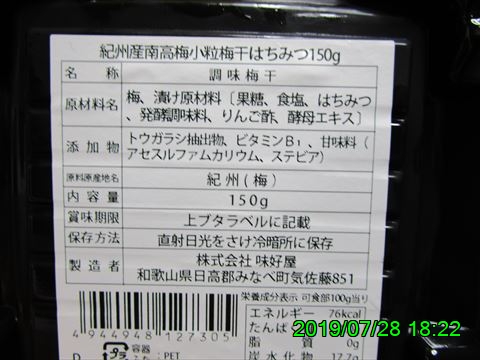 紀州産南高梅小粒梅干はちみつ150g
名 称 調味梅干
原材料名 梅、漬け原材料〔果糖、食塩、はちみつ
、発酵調味料、りんご酢、酵母エキス〕
添加物 トウガラシ抽出物、ビタミンB1、甘味料（
アセスルファムカリウム、ステビア）
原料原産地名 紀州(梅)
内容量 150g
賞味期限 上ブタラベルに記載
保存方法 直射日光をさけ冷暗所に保存
製造者 株式会社 味好屋
和歌山県日高郡みなべ町気佐藤851
栄養成分表示 可食部100g当り
エネルギー 76kcal
たんぱ
脂質 0g
炭水化物 17.7g
4944948127305
プラ
PET
2019/07/28 18:22